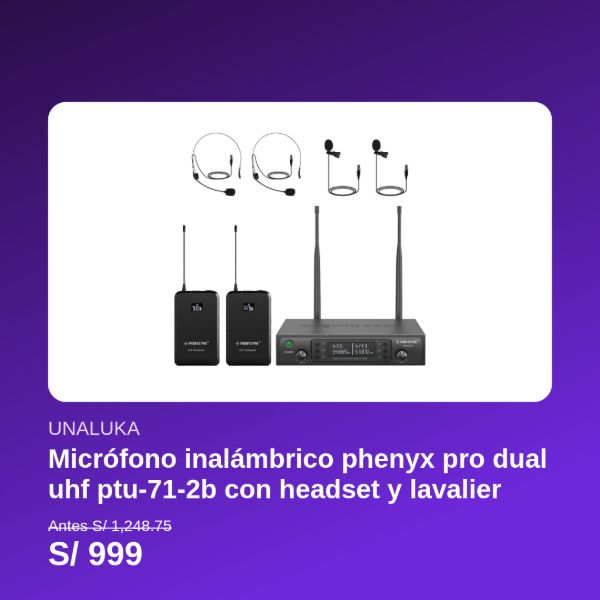 UNALUKA
Micrófono inalámbrico phenyx pro dual
uhf ptu-71-2b con headset y lavalier
Antes S/ 1,248.75
S/ 999